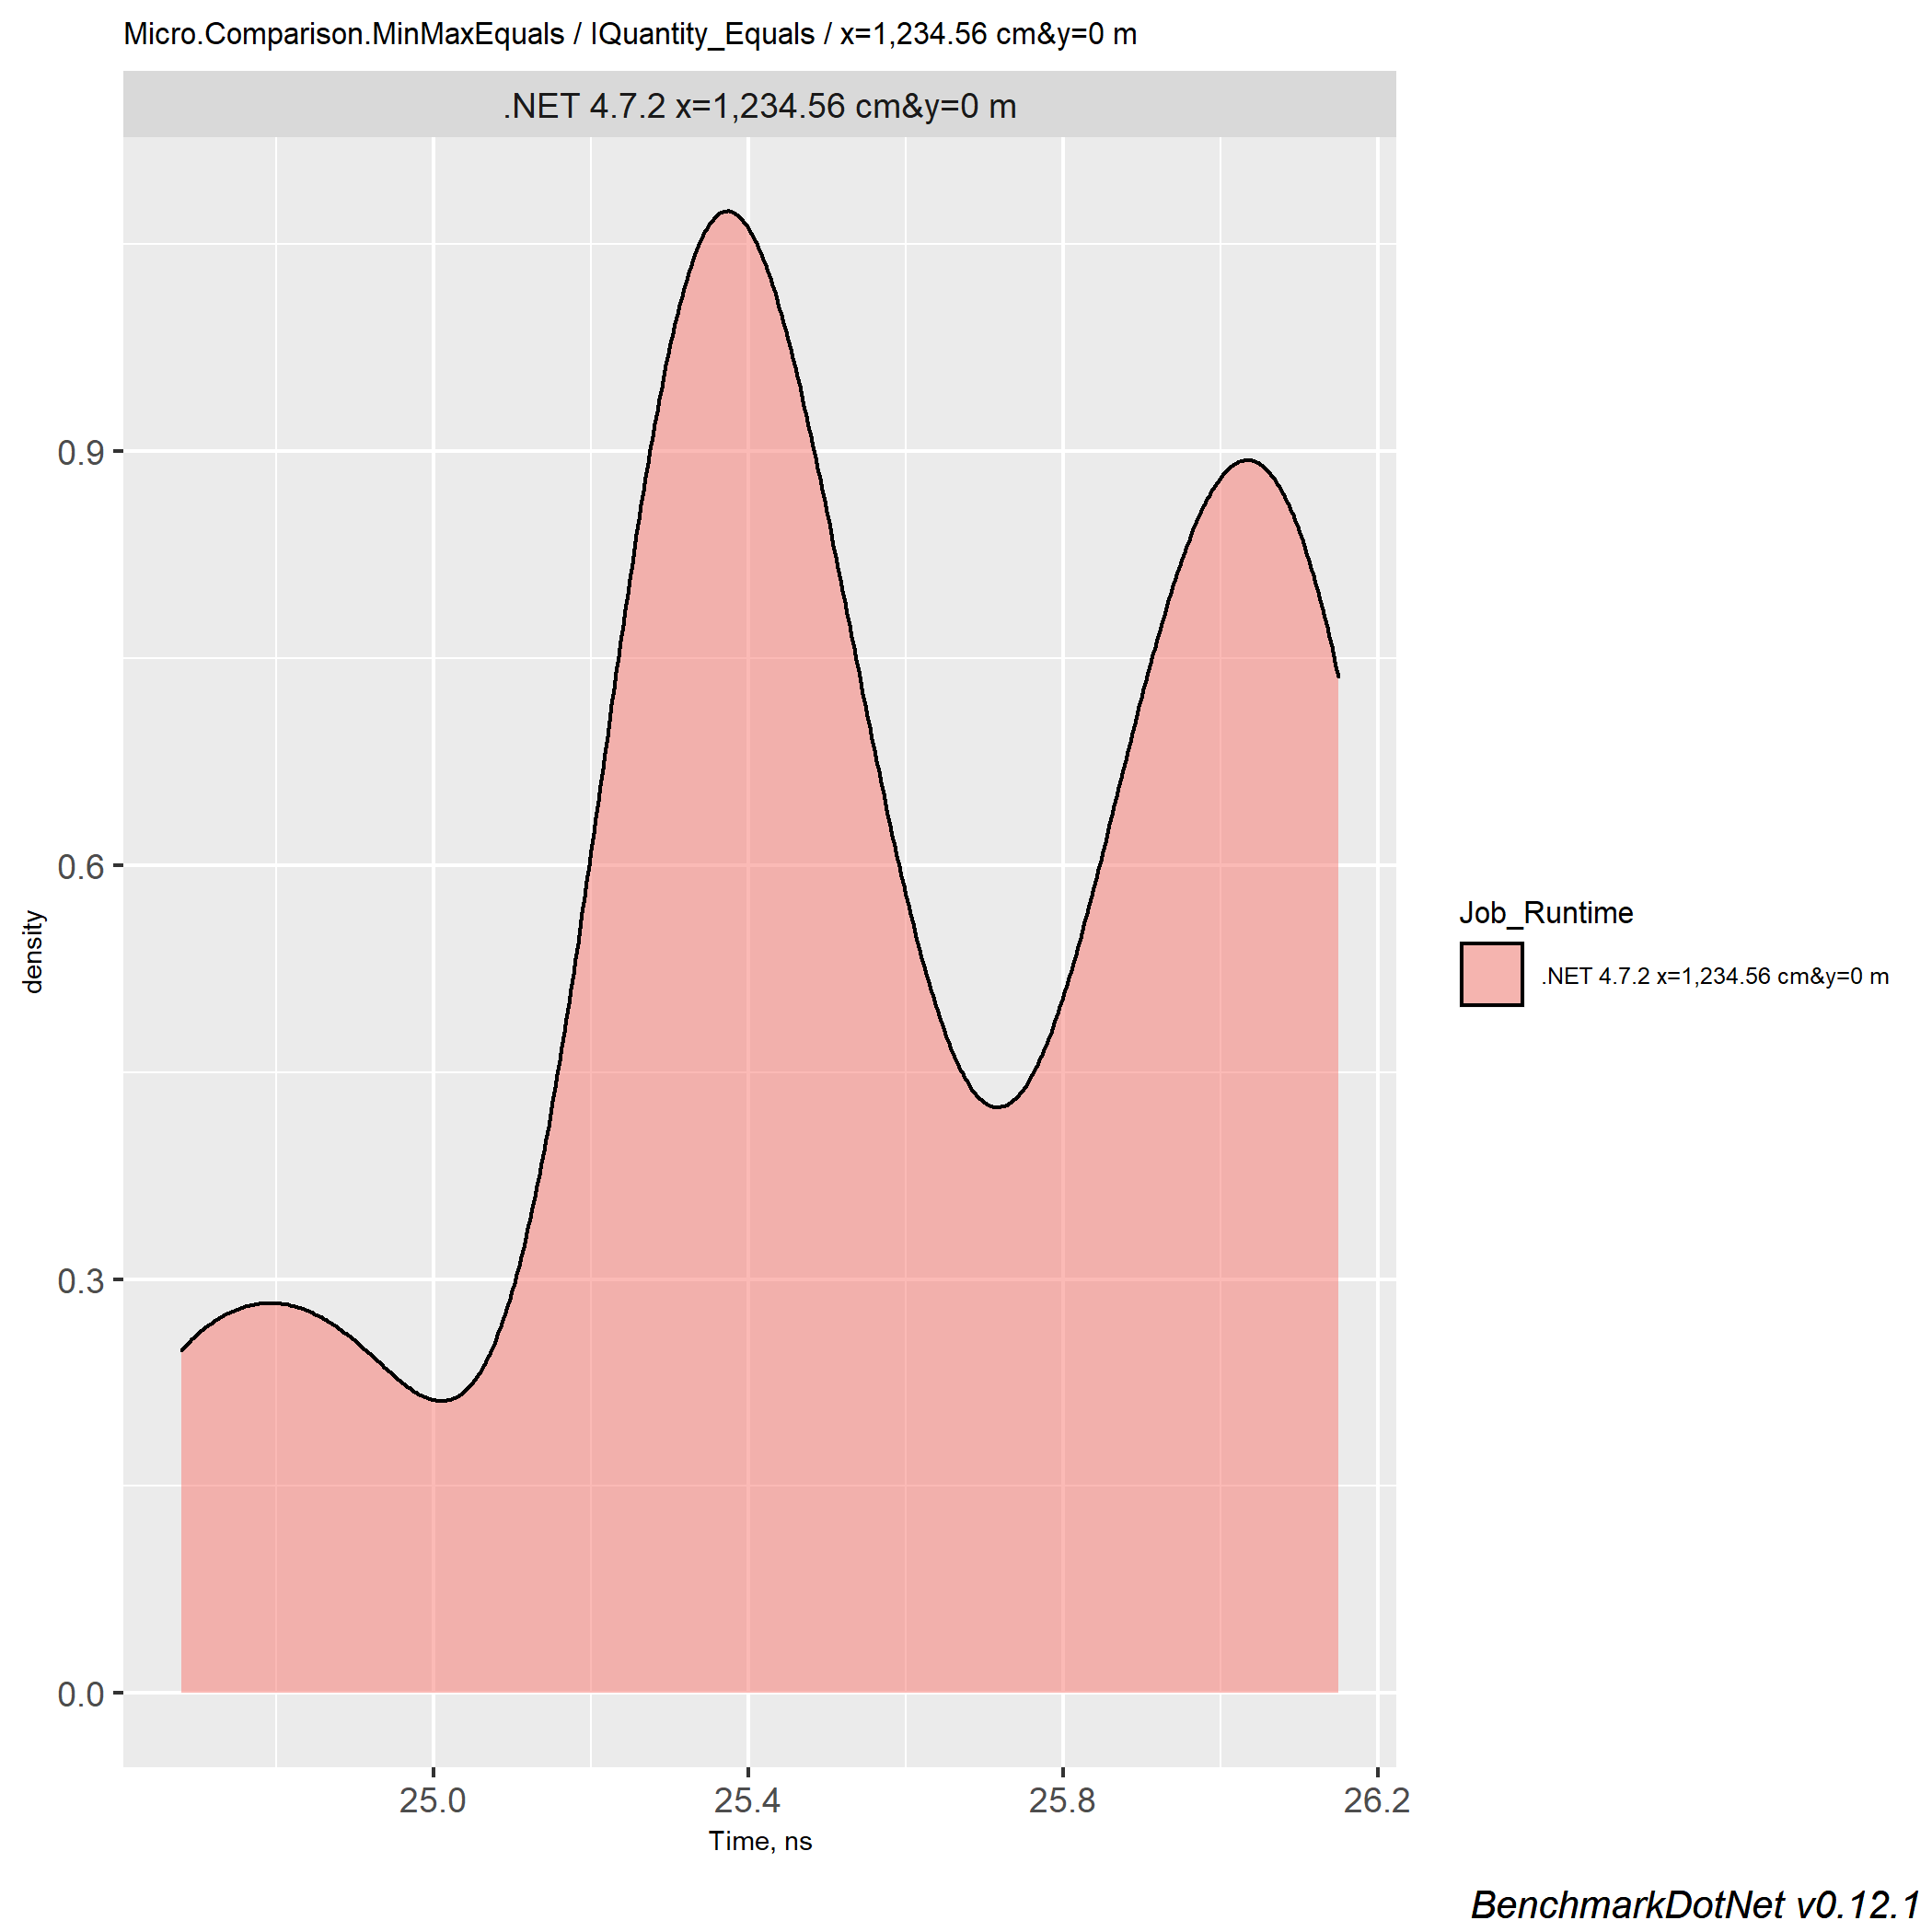 Micro.Comparison.MinMaxEquals / IQuantity_Equals / x=1,234.56 cm&y=0 m
.NET 4.7.2 x=1,234.56 cm&y=0 m
0.9
0.6
0.3
0.0
density
25.0 25.4 25.8 26.2
Time, ns
Job_Runtime
.NET 4.7.2 x=1,234.56 cm&y=0 m
BenchmarkDotNet v0.12.1